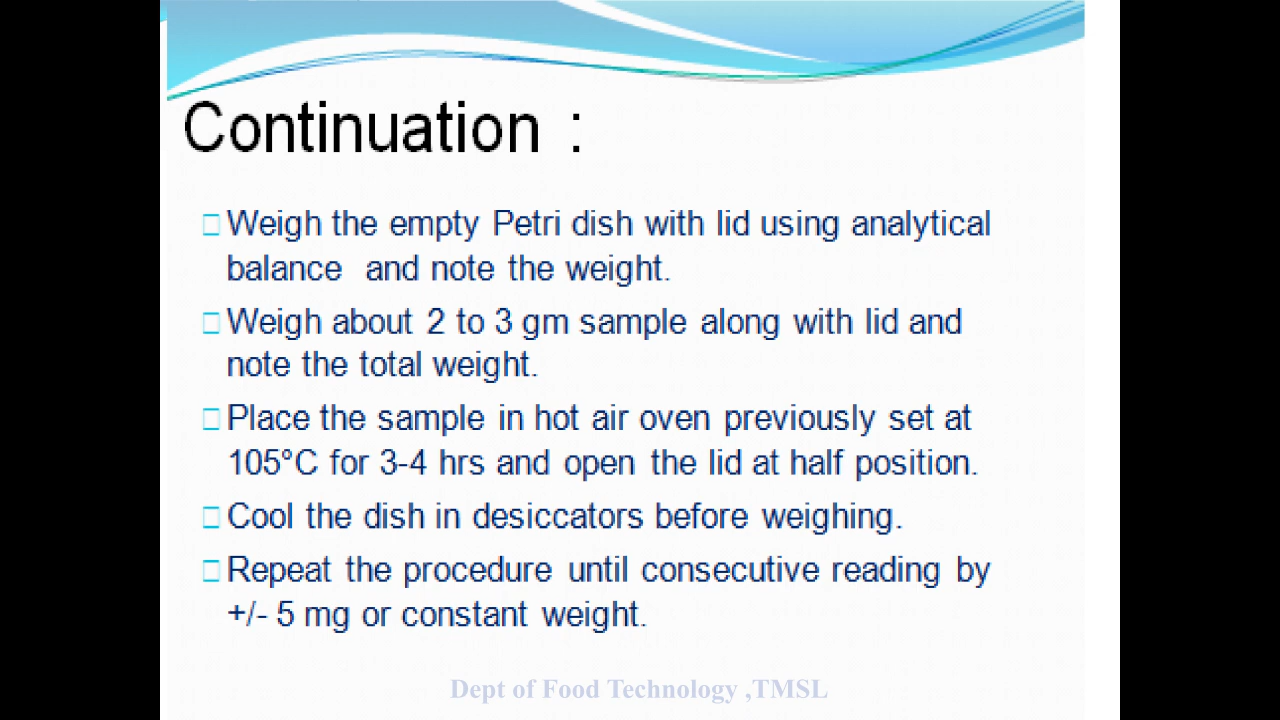 Continuation :
Weigh the empty Petri dish with lid using analytical
balance and note the weight.
Weigh about 2 to 3 gm sample along with lid and
note the total weight.
Place the sample in hot air oven previously set at
105°C for 3-4 hrs and open the lid at half position.
Cool the dish in desiccators before weighing.
Repeat the procedure until consecutive reading by
+/- 5 mg or constant weight.
Dept of Food Technology ,TMSL